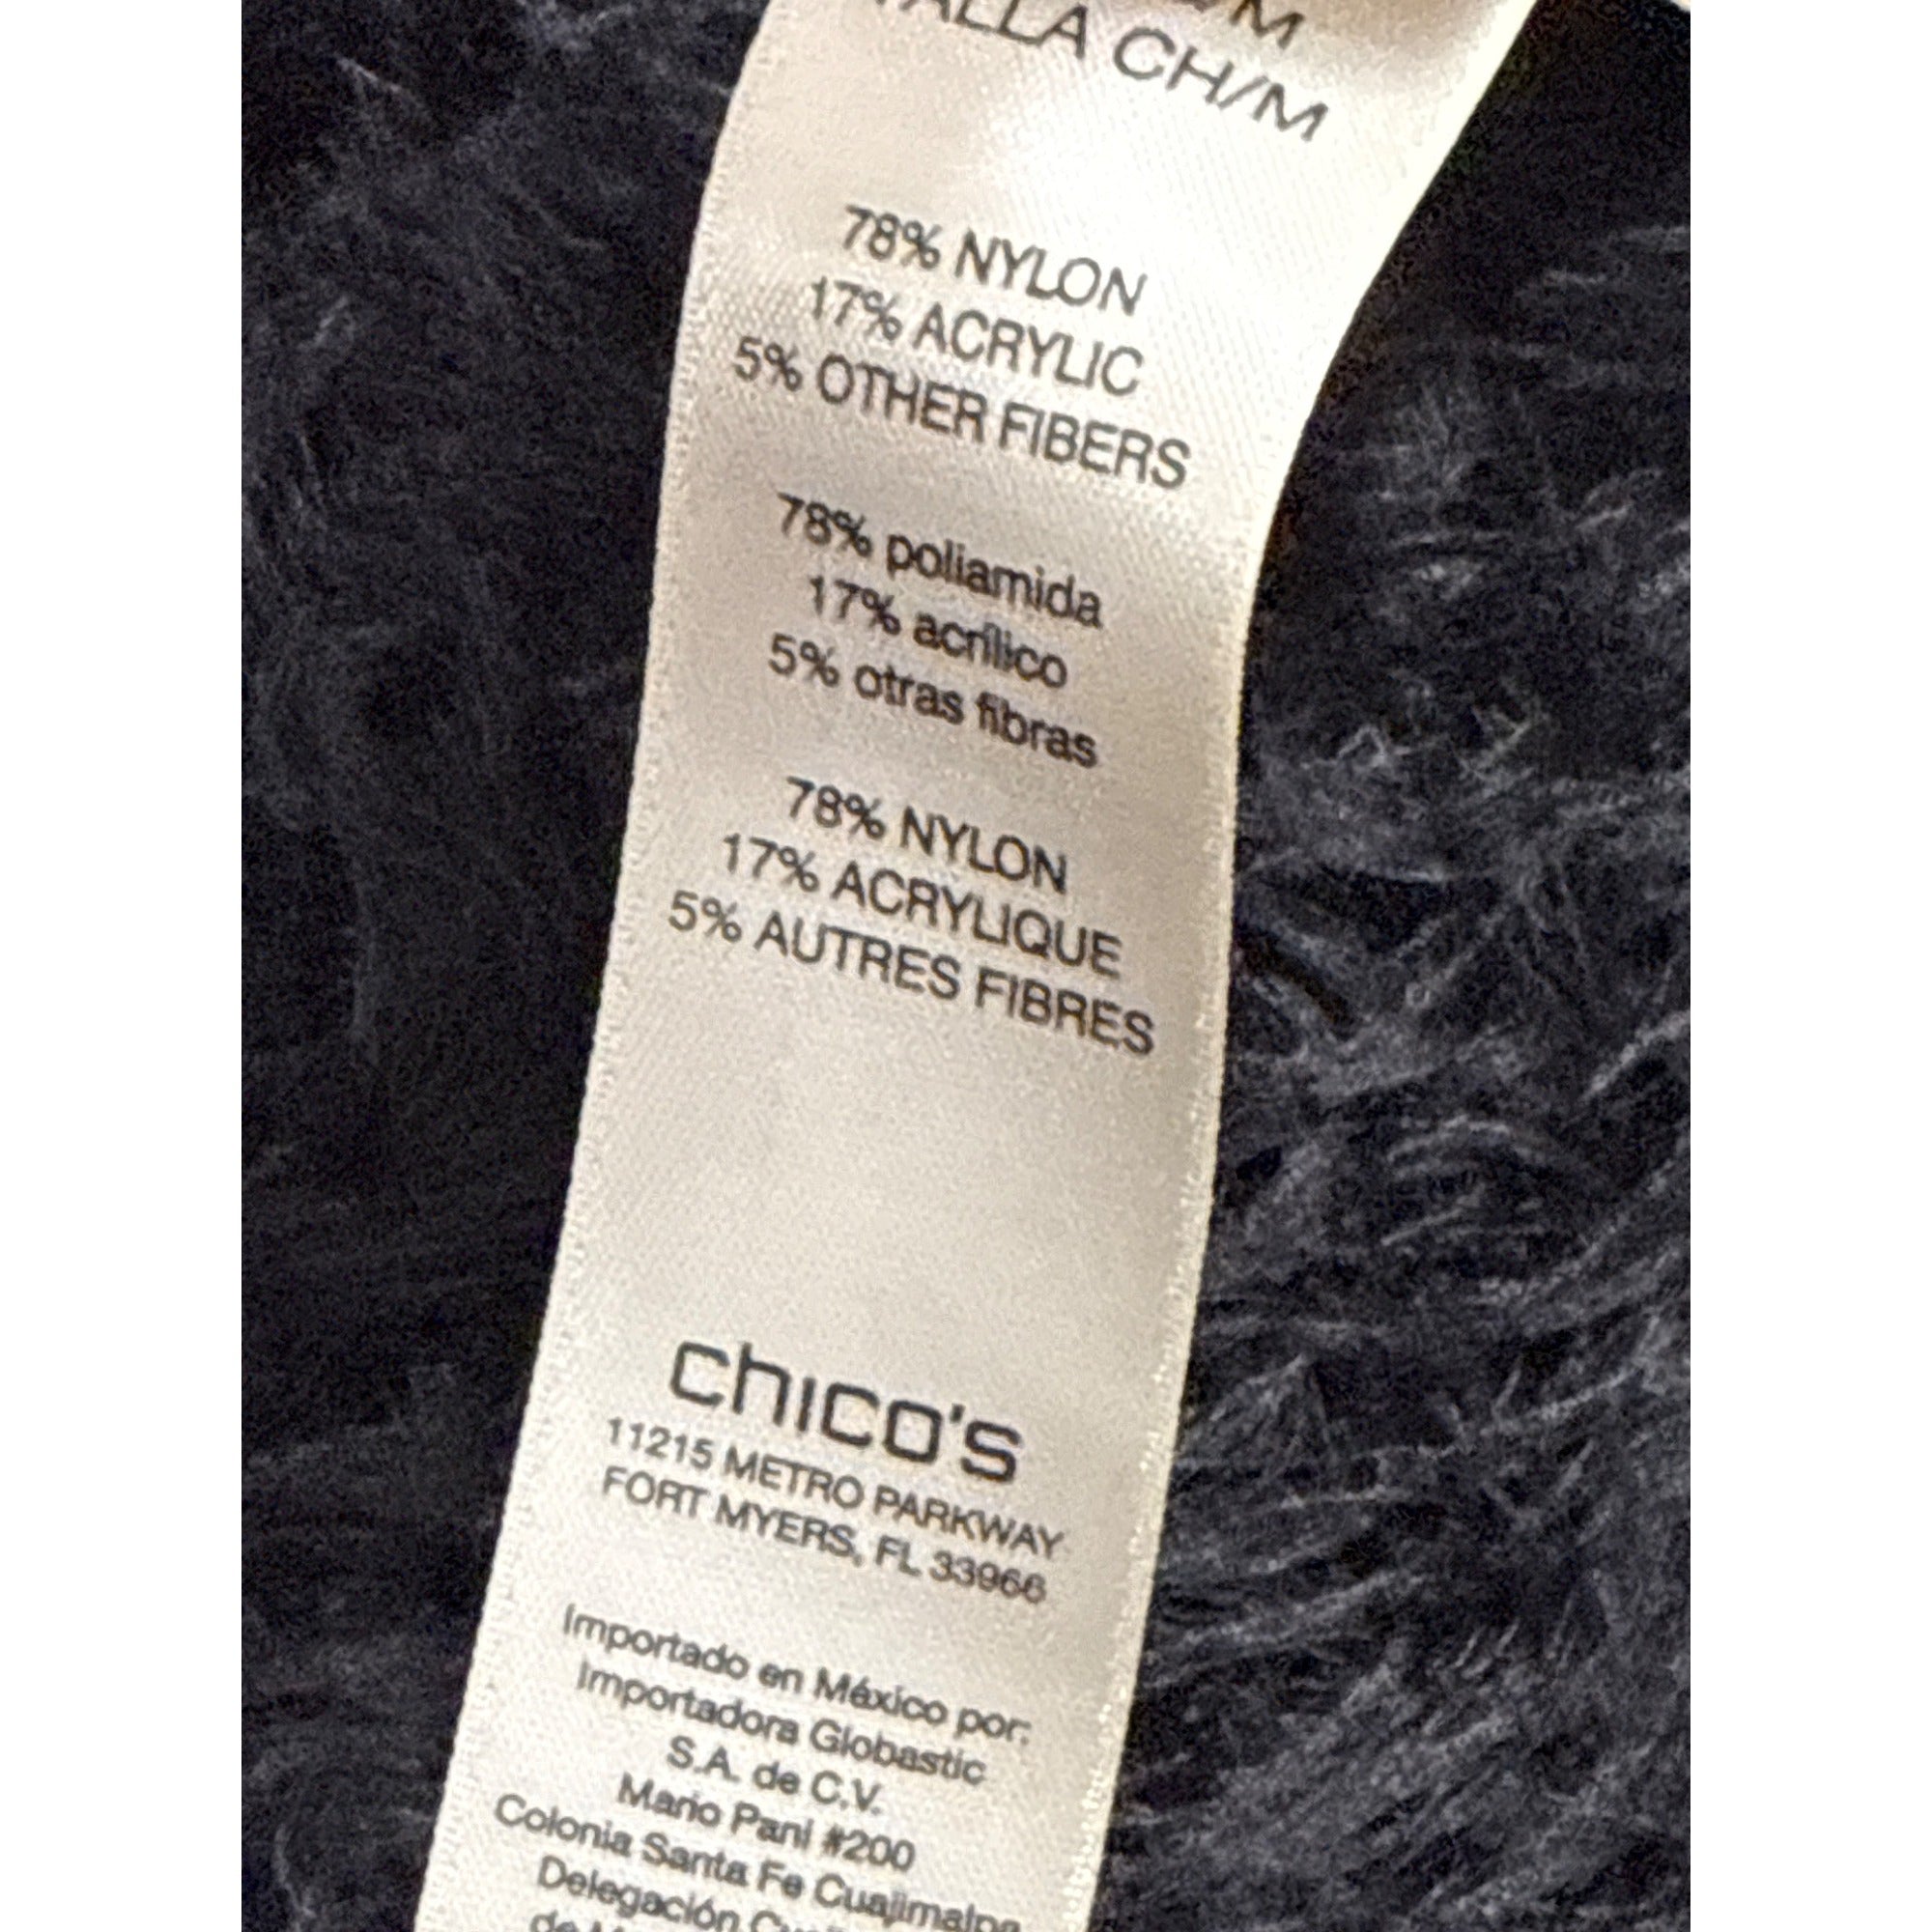 TALLA CH/M
78% NYLON
17% ACRYLIC
5% OTHER FIBERS
78% poliamida
17% acrílico
5% otras fibras
78% NYLON
17% ACRYLIQUE
5% AUTRES FIBRES
chico's
11215 METRO PARKWAY
FORT MYERS, FL 33966
Importado en México por:
Importadora Globastic
S.A. de C.V.
Mario Pani #200
Colonia Santa Fe Cuajimalpa
Delegación
de